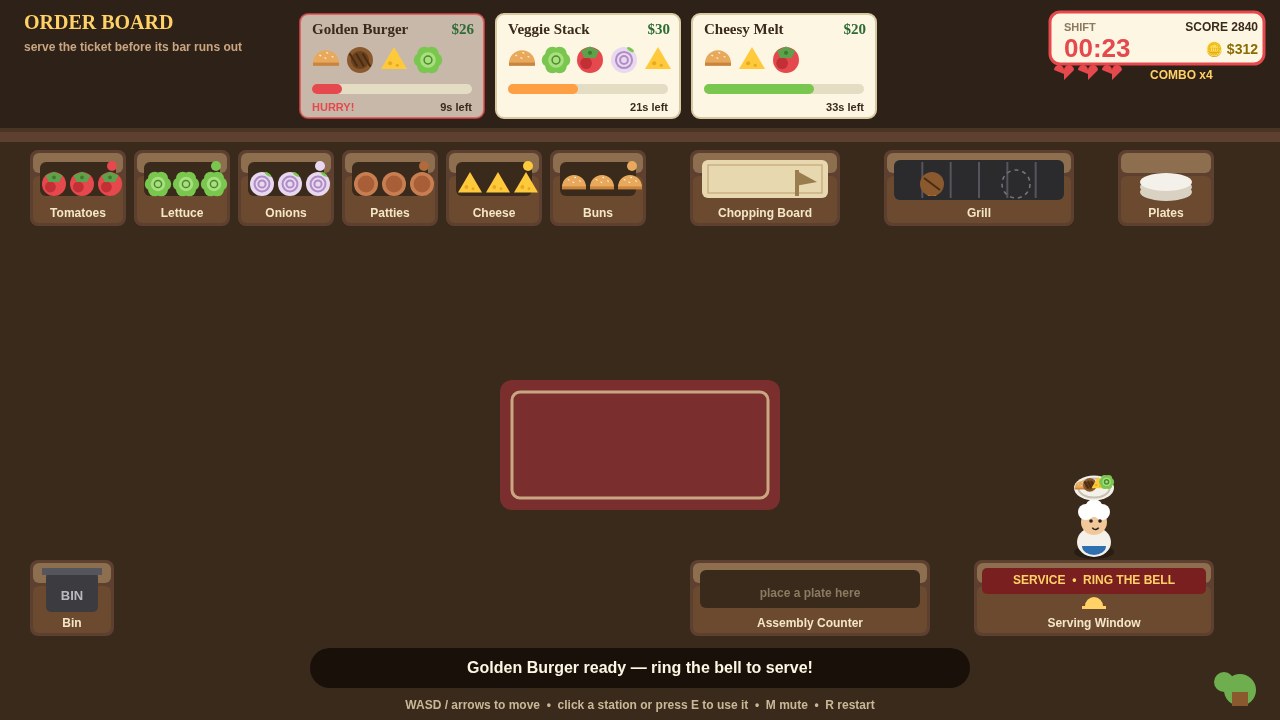 ORDER BOARD
serve the ticket before its bar runs out
Golden Burger $26
HURRY! 9s left
Veggie Stack $30
21s left
Cheesy Melt $20
33s left
SHIFT SCORE 2840
00:23 $312
COMBO x4
Tomatoes
Lettuce
Onions
Patties
Cheese
Buns
Chopping Board
Grill
Plates
BIN
Bin
place a plate here
Assembly Counter
SERVICE • RING THE BELL
Serving Window
Golden Burger ready — ring the bell to serve!
WASD / arrows to move • click a station or press E to use it • M mute • R restart